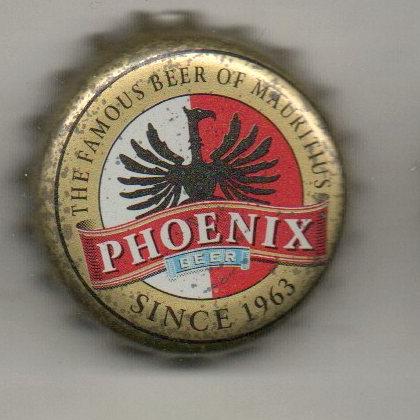 THE FAMOUS BEER OF MAURITIUS
PHOENIX
BEER
SINCE 1963